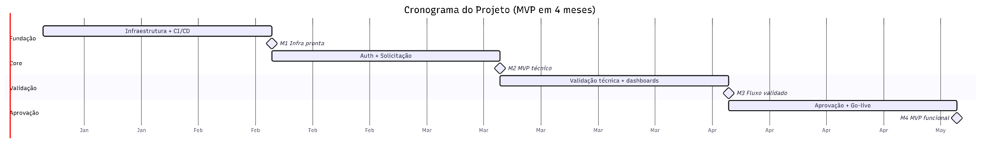 Cronograma do Projeto (MVP em 4 meses)
Infraestrutura + CI/CD
Fundação
M1 Infra pronta
Auth + Solicitação
Core
M2 MVP técnico
Validação técnica + dashboards
Validação
M3 Fluxo validado
Aprovação + Go-live
Aprovação
M4 MVP funcional
Jan Jan Feb Feb Feb Feb Mar Mar Mar Mar Mar Apr Apr Apr Apr May